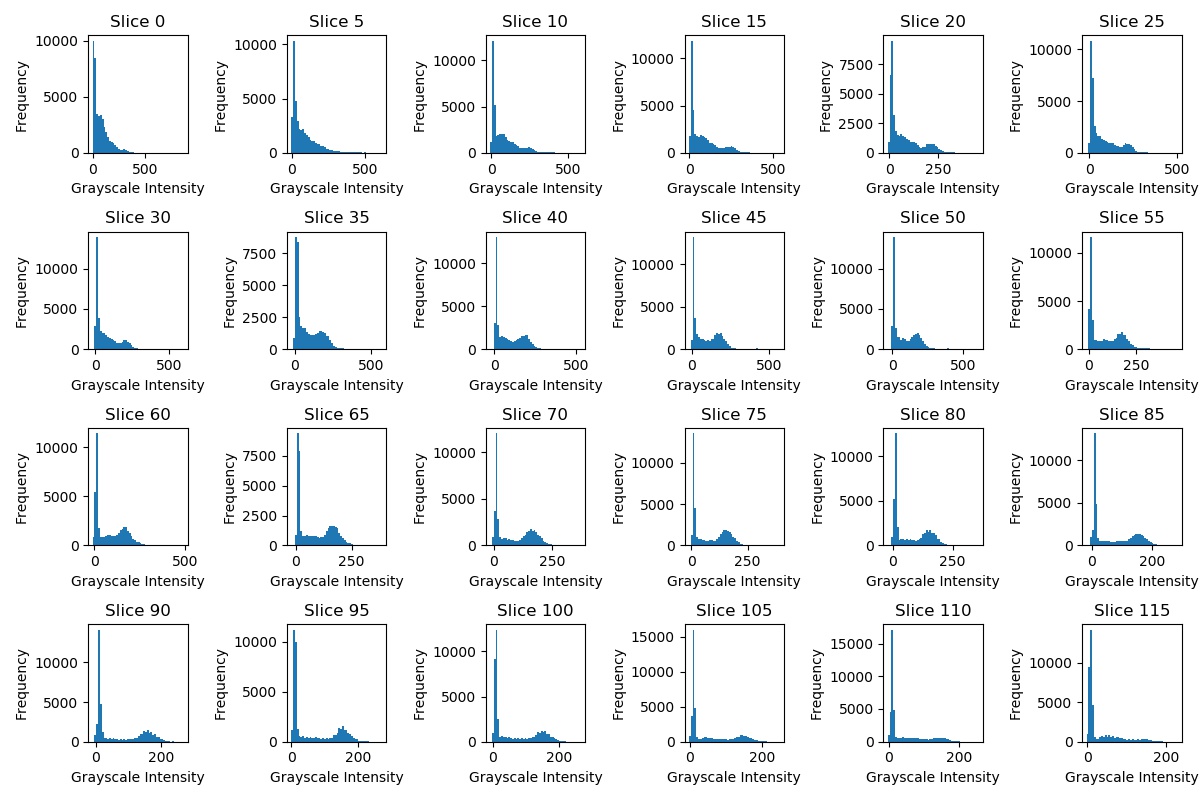 Slice 0 Slice 5 Slice 10 Slice 15 Slice 20 Slice 25
10000 10000 10000 10000 7500 10000
5000 5000 5000 5000 5000 5000
2500
0 0 0 0 0 0
Frequency Frequency Frequency Frequency Frequency Frequency
0 500 0 500 0 500 0 500 0 250 0 500
Grayscale Intensity Grayscale Intensity Grayscale Intensity Grayscale Intensity Grayscale Intensity Grayscale Intensity
Slice 30 Slice 35 Slice 40 Slice 45 Slice 50 Slice 55
10000 7500 10000 10000 10000 10000
5000 5000 5000 5000 5000 5000
2500
0 0 0 0 0 0
Frequency Frequency Frequency Frequency Frequency Frequency
0 500 0 500 0 500 0 500 0 500 0 250
Grayscale Intensity Grayscale Intensity Grayscale Intensity Grayscale Intensity Grayscale Intensity Grayscale Intensity
Slice 60 Slice 65 Slice 70 Slice 75 Slice 80 Slice 85
10000 7500 10000 10000 10000 10000
5000 5000 5000 5000 5000 5000
2500
0 0 0 0 0 0
Frequency Frequency Frequency Frequency Frequency Frequency
0 500 0 250 0 250 0 250 0 250 0 200
Grayscale Intensity Grayscale Intensity Grayscale Intensity Grayscale Intensity Grayscale Intensity Grayscale Intensity
Slice 90 Slice 95 Slice 100 Slice 105 Slice 110 Slice 115
15000 15000
10000 10000 10000 10000 10000 10000
5000 5000 5000 5000 5000 5000
0 0 0 0 0 0
Frequency Frequency Frequency Frequency Frequency Frequency
0 200 0 200 0 200 0 200 0 200 0 200
Grayscale Intensity Grayscale Intensity Grayscale Intensity Grayscale Intensity Grayscale Intensity Grayscale Intensity